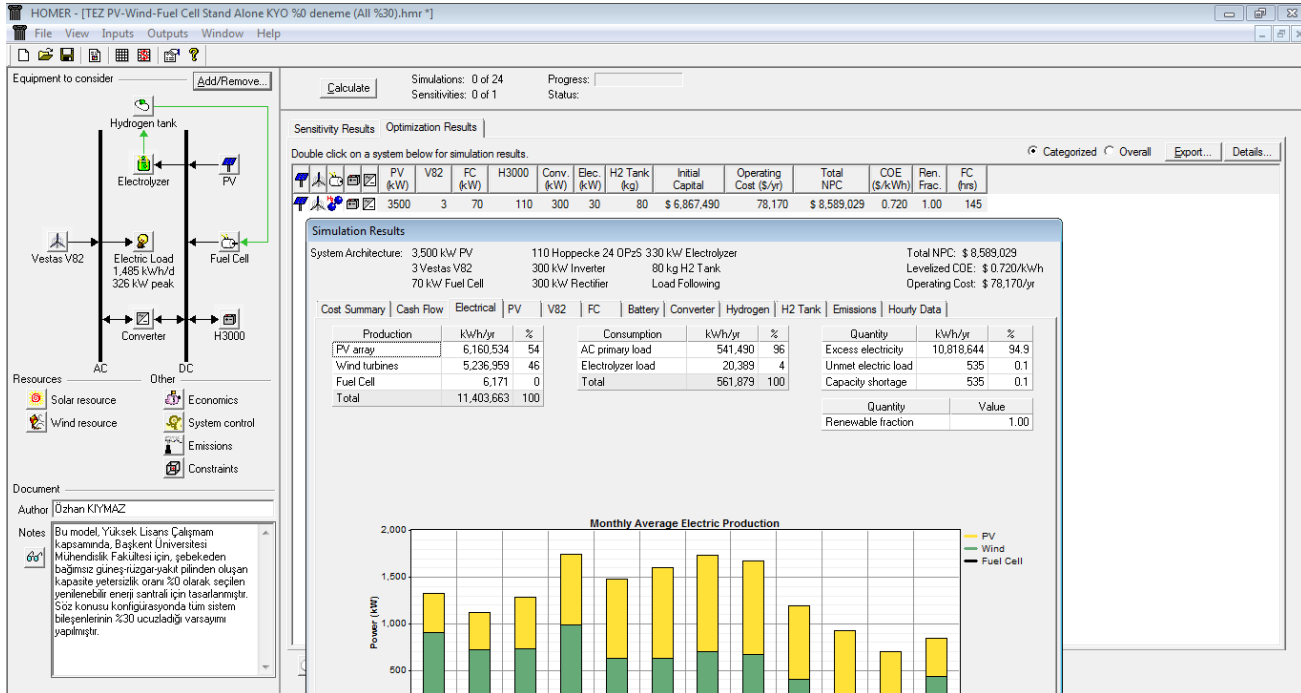 HOMER - [TEZ PV-Wind-Fuel Cell Stand Alone KYO %0 deneme (All %30).hmr *]
File View Inputs Outputs Window Help
Equipment to consider Add/Remove...
Hydrogen tank
Electrolyzer
PV
Vestas V82
Electric Load
1,485 kWh/d
326 kW peak
Fuel Cell
Converter
H3000
AC DC
Resources Other
Solar resource Economics
Wind resource System control
Emissions
Constraints
Document
Author Özhan KIYMAZ
Notes
Bu model, Yüksek Lisans Çalışmam
kapsamında, Başkent Üniversitesi
Mühendislik Fakültesi için, şebekeden
bağımsız güneş-rüzgar-yakıt pilinden oluşan
kapasite yetersizlik oranı %0 olarak seçilen
yenilenebilir enerji santrali için tasarlanmıştır.
Söz konusu konfigürasyonda tüm sistem
bileşenlerinin %30 ucuzladığı varsayımı
yapılmıştır.
Calculate
Simulations: 0 of 24 Progress:
Sensitivities: 0 of 1 Status:
Sensitivity Results Optimization Results
Double click on a system below for simulation results.
Categorized Overall Export... Details...
PV (kW) V82 FC (kW) H3000 Conv. (kW) Elec. (kW) H2 Tank (kg) Initial Capital Operating Cost ($/yr) Total NPC COE ($/kWh) Ren. Frac. FC (hrs)
3500 3 70 110 300 30 80 $ 6,867,490 78,170 $ 8,589,029 0.720 1.00 145
Simulation Results
System Architecture: 3,500 kW PV 110 Hoppecke 24 OPzS 330 kW Electrolyzer Total NPC: $ 8,589,029
3 Vestas V82 300 kW Inverter 80 kg H2 Tank Levelized COE: $ 0.720/kWh
70 kW Fuel Cell 300 kW Rectifier Load Following Operating Cost: $ 78,170/yr
Cost Summary Cash Flow Electrical PV V82 FC Battery Converter Hydrogen H2 Tank Emissions Hourly Data
Production kWh/yr %
PV array 6,160,534 54
Wind turbines 5,236,959 46
Fuel Cell 6,171 0
Total 11,403,663 100
Consumption kWh/yr %
AC primary load 541,490 96
Electrolyzer load 20,389 4
Total 561,879 100
Quantity kWh/yr %
Excess electricity 10,818,644 94.9
Unmet electric load 535 0.1
Capacity shortage 535 0.1
Quantity Value
Renewable fraction 1.00
Monthly Average Electric Production
PV
Wind
Fuel Cell
Power (kW)
2,000
1,500
1,000
500